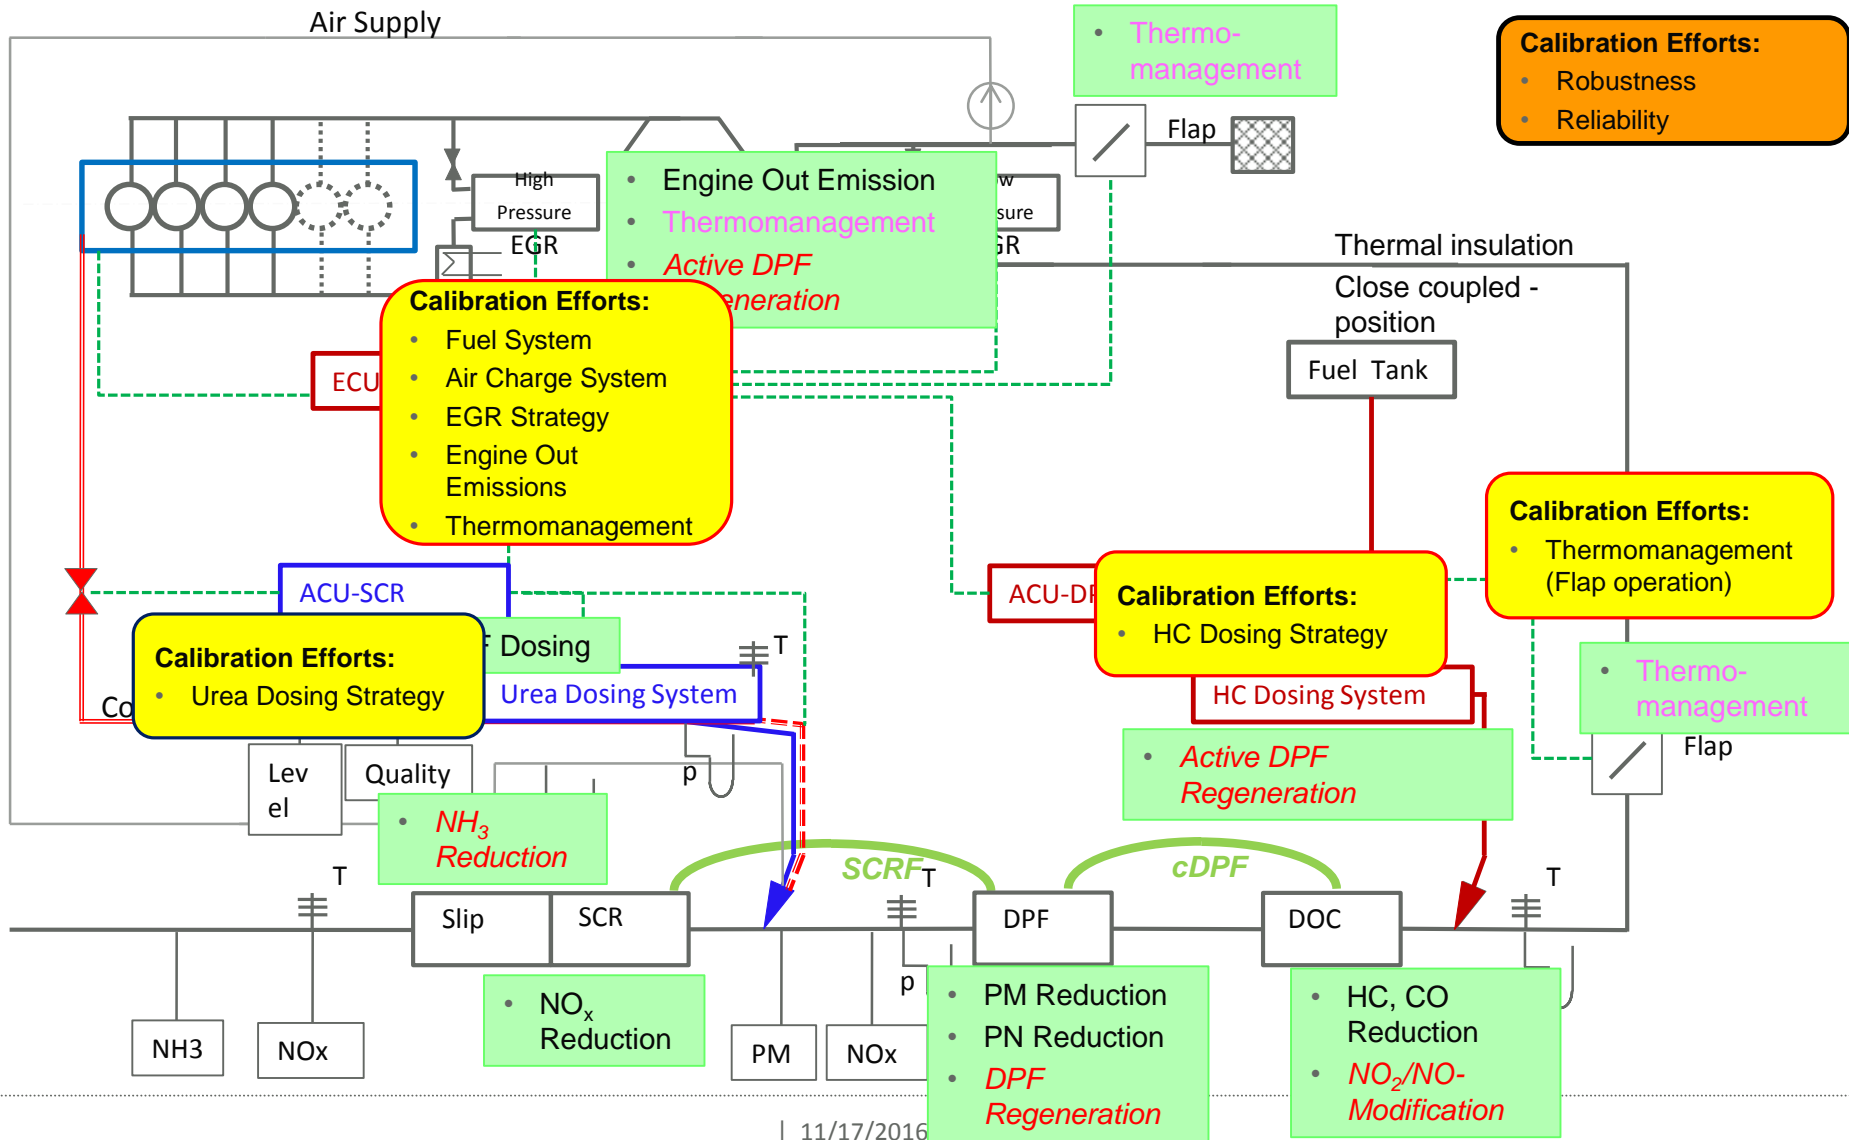 Air Supply
Thermo-
management
Calibration Efforts:
Robustness
Reliability
Flap
High
Pressure
EGR
Engine Out Emission
Thermomanagement
Active DPF
Thermal insulation
Close coupled -
position
Fuel Tank
Calibration Efforts:
Fuel System
Air Charge System
EGR Strategy
Engine Out
Emissions
Thermomanagement
ECU
Calibration Efforts:
Thermomanagement
(Flap operation)
ACU-SCR
Calibration Efforts:
HC Dosing Strategy
Dosing
T
Calibration Efforts:
Urea Dosing Strategy
Urea Dosing System
HC Dosing System
Thermo-
management
Flap
Lev
el
Quality
p
Active DPF
Regeneration
NH3
Reduction
SCRF
cDPF
T
T
T
Slip
SCR
DPF
DOC
p
NOx
Reduction
PM Reduction
PN Reduction
DPF
Regeneration
HC, CO
Reduction
NO2/NO-
Modification
NH3
NOx
PM
NOx
| 11/17/2016